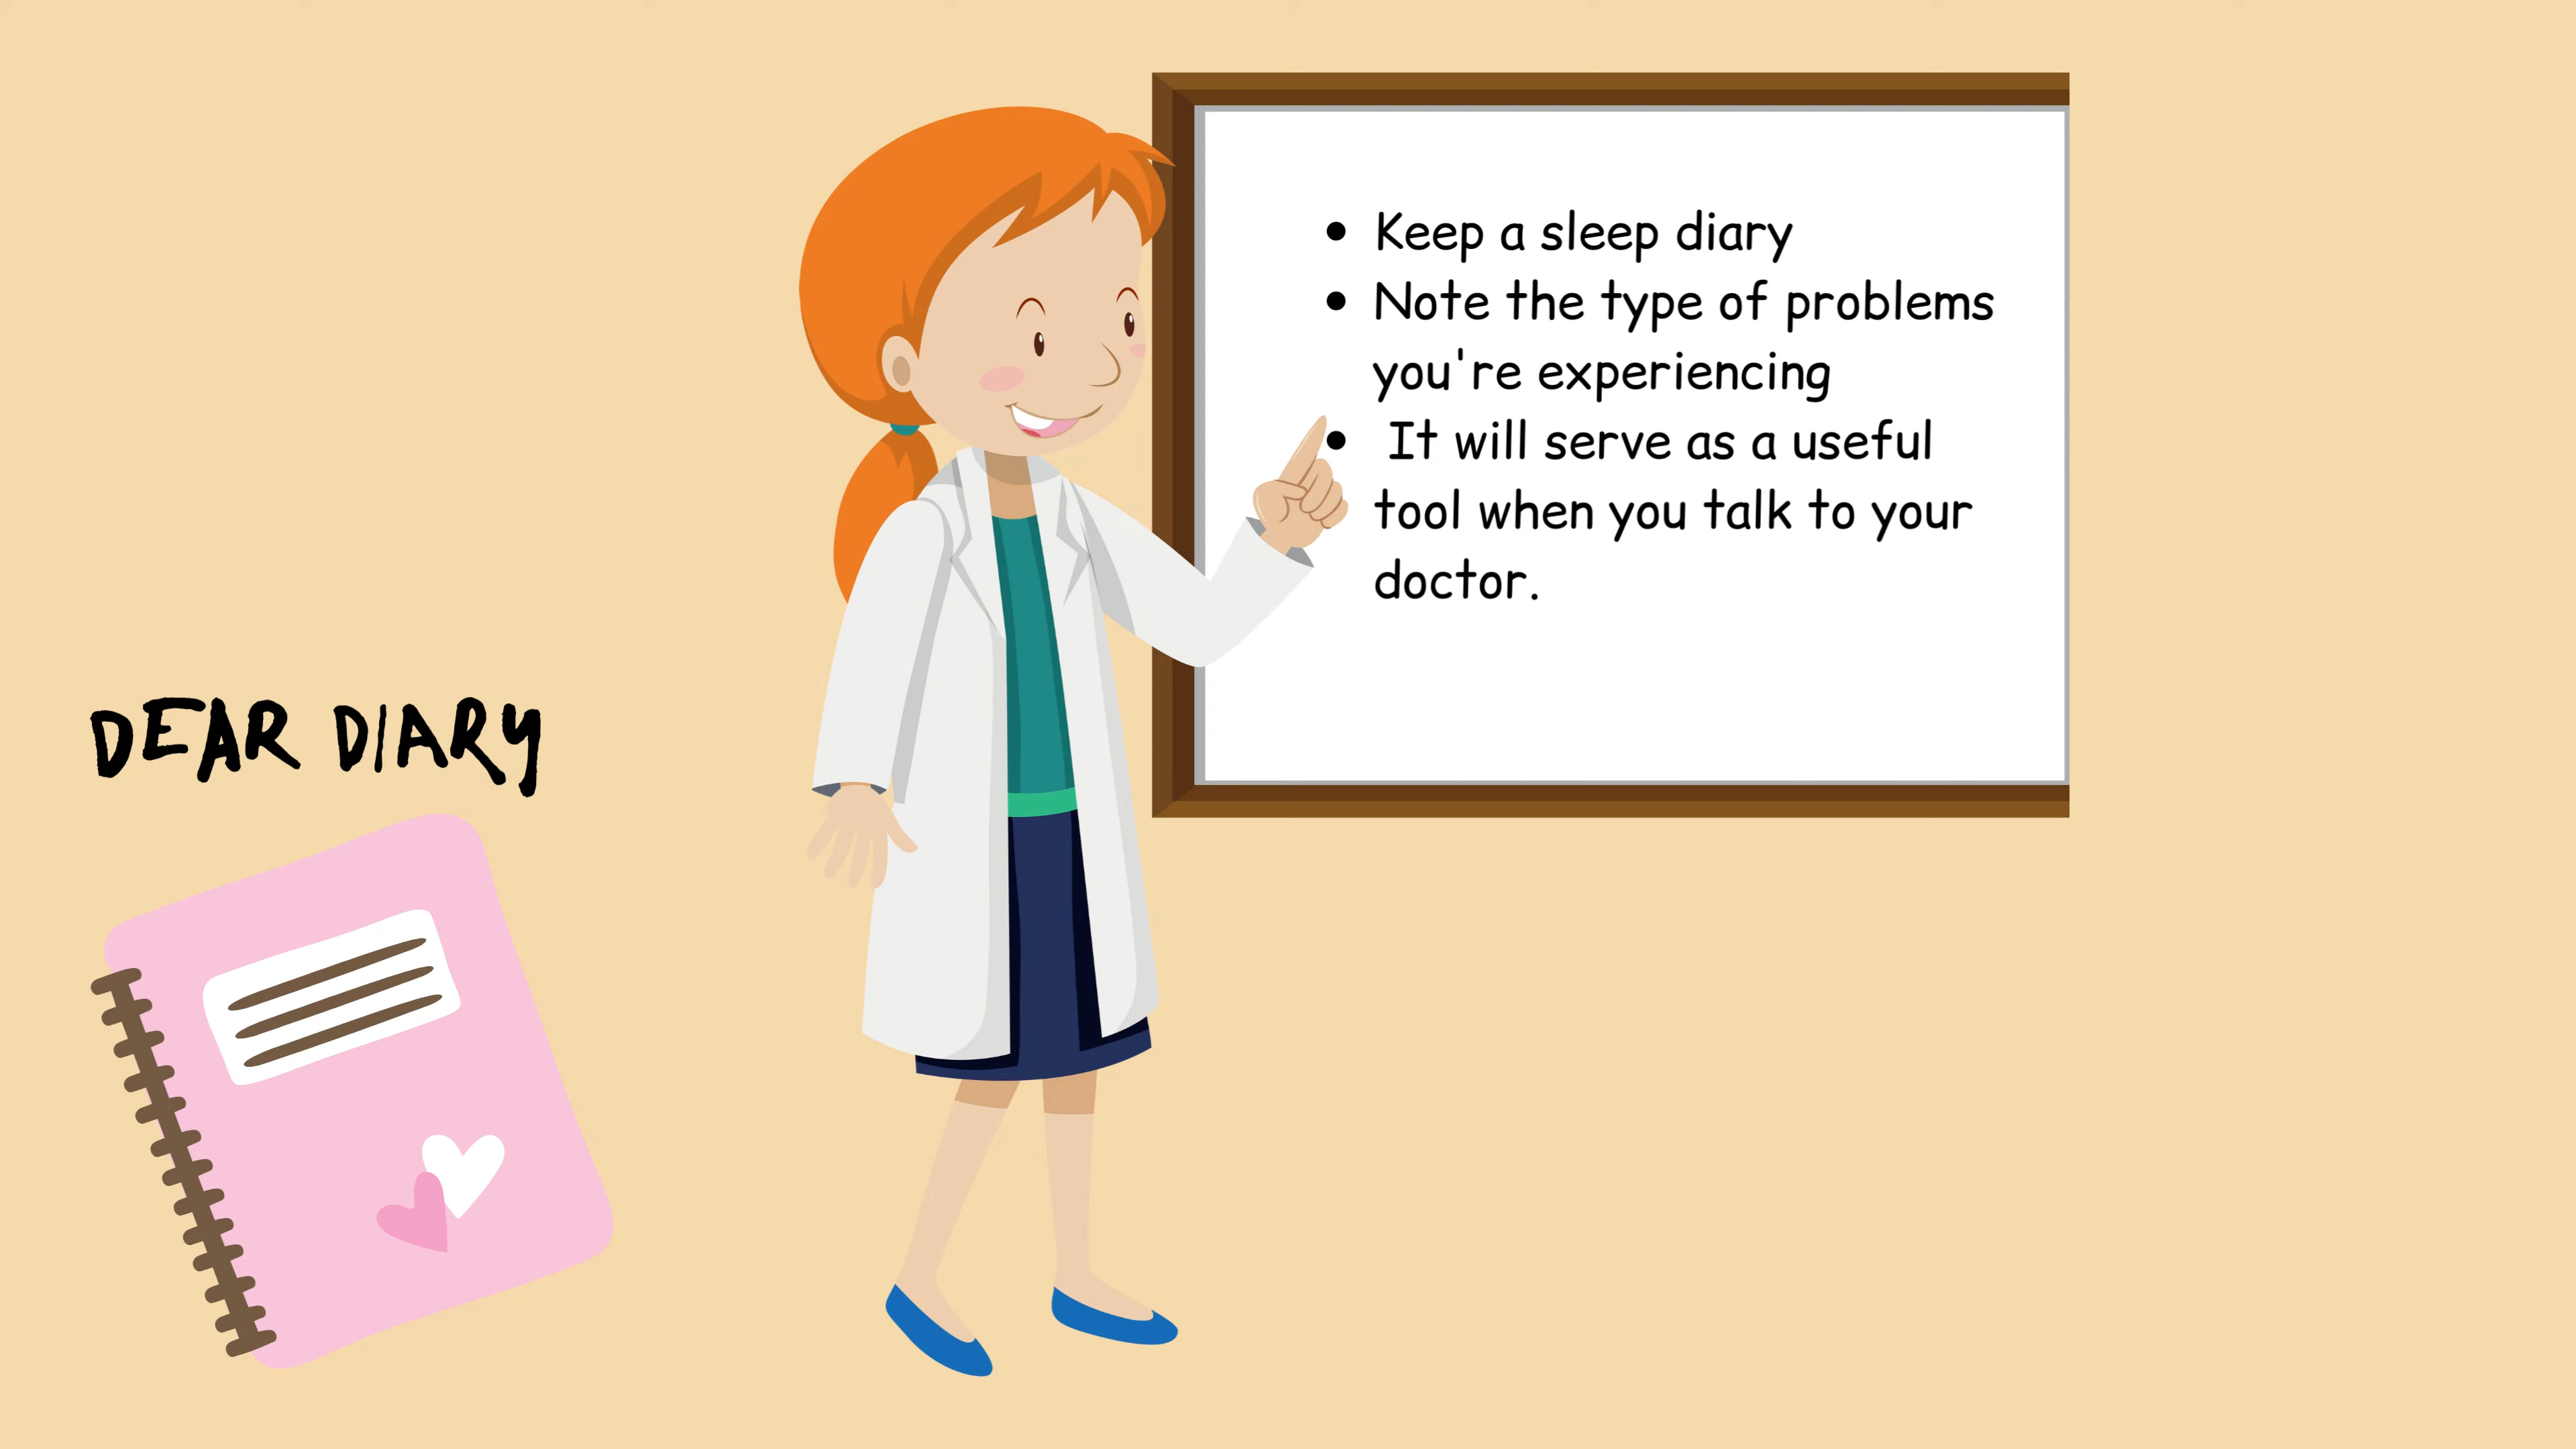 • Keep a sleep diary
• Note the type of problems
you're experiencing
• It will serve as a useful
tool when you talk to your
doctor.
DEAR DIARY